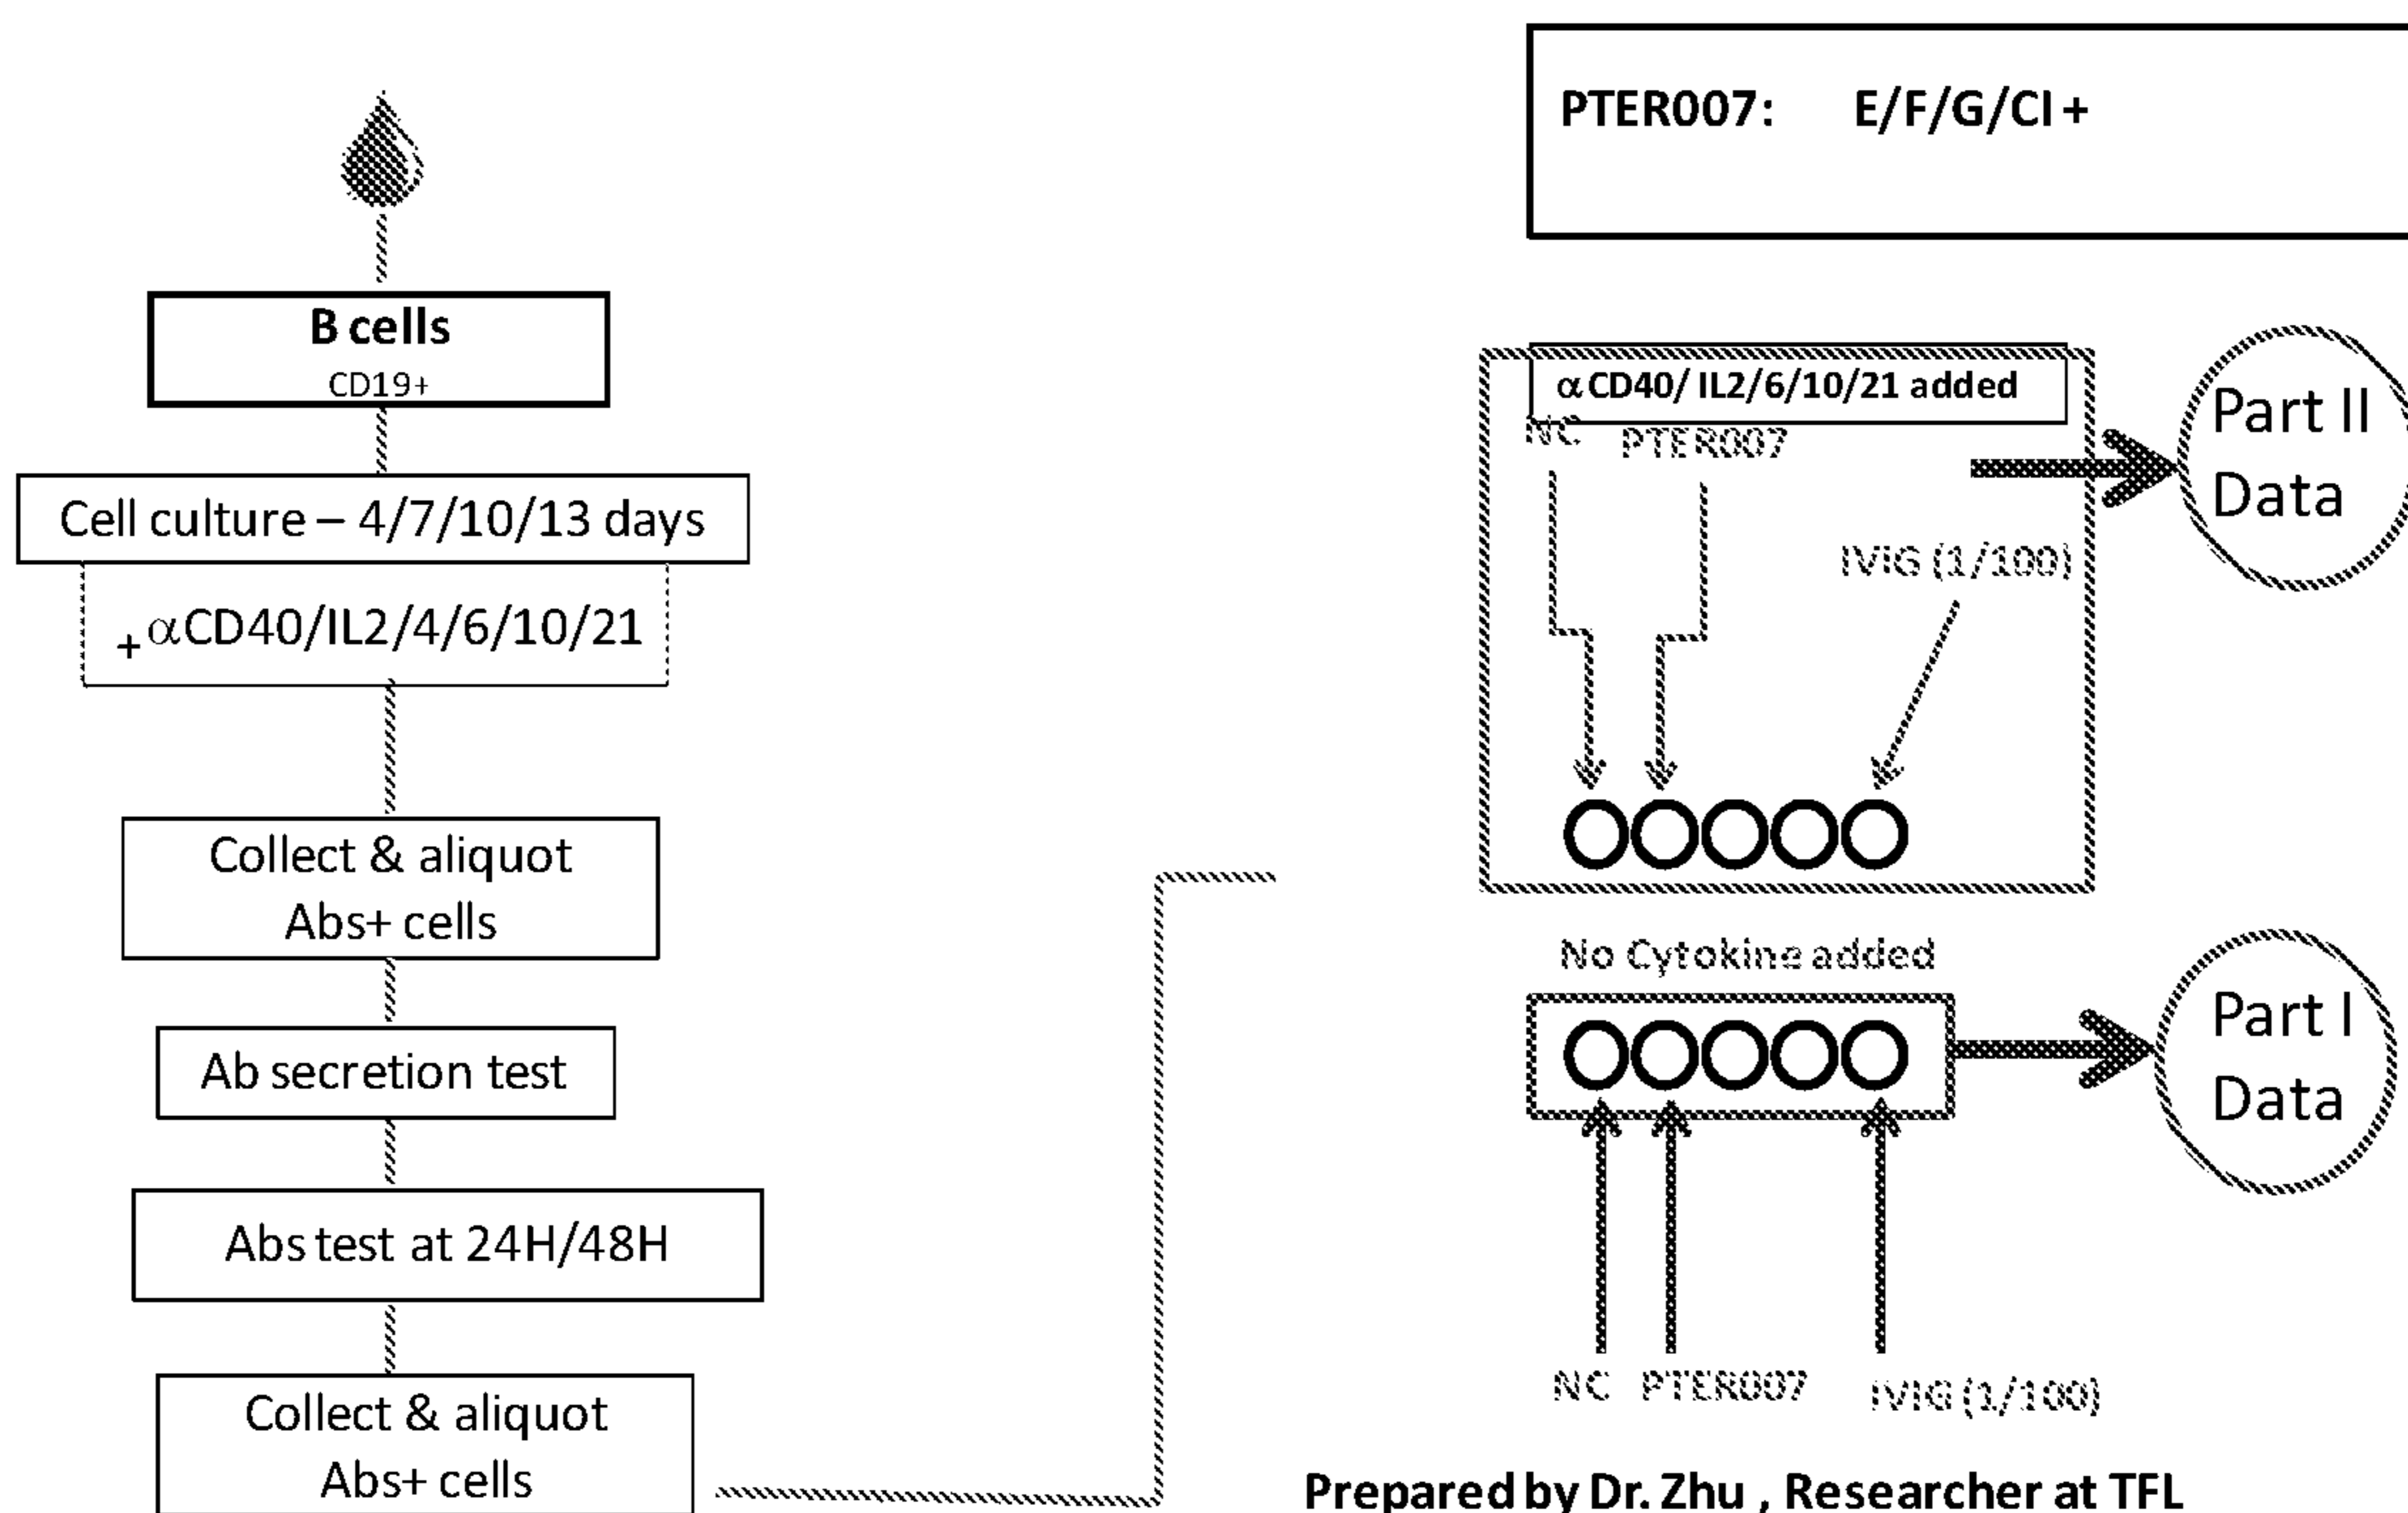 B cells
CD19+
Cell culture – 4/7/10/13 days
+ αCD40/IL2/4/6/10/21
Collect & aliquot
Abs+ cells
Ab secretion test
Abs test at 24H/48H
Collect & aliquot
Abs+ cells
PTER007: E/F/G/CI +
αCD40/ IL2/6/10/21 added
NC PTER007
IVIG (1/100)
Part II
Data
No Cytokine added
Part I
Data
NC PTER007 IVIG (1/100)
Prepared by Dr. Zhu , Researcher at TFL